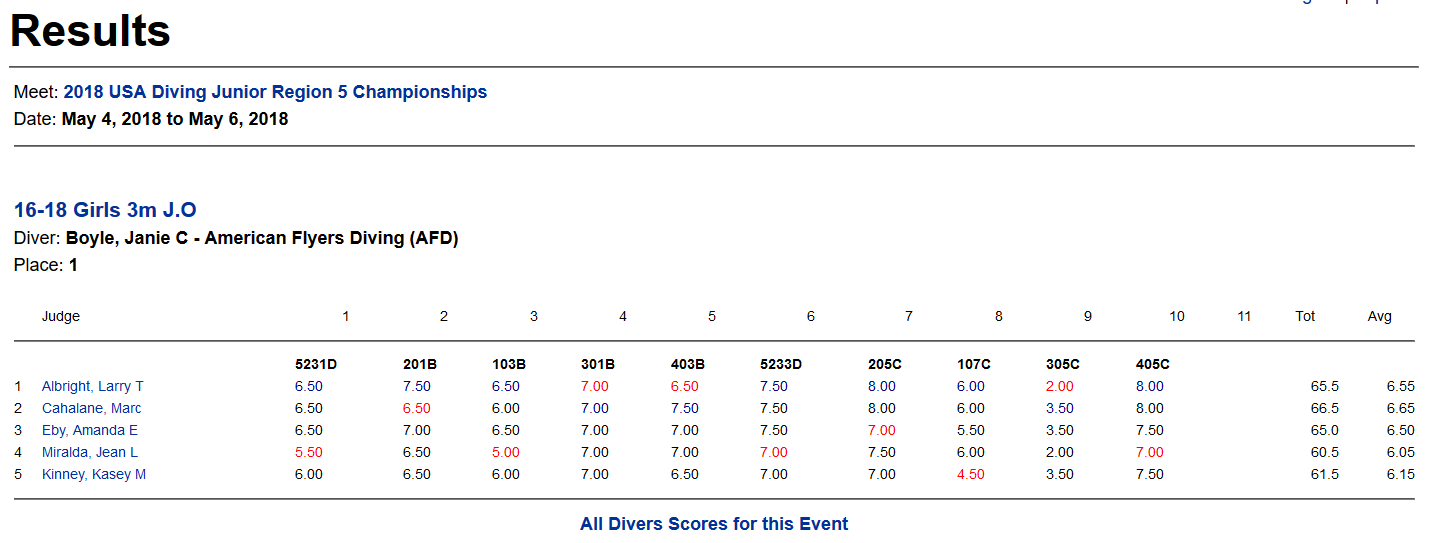 Results
Meet: 2018 USA Diving Junior Region 5 Championships
Date: May 4, 2018 to May 6, 2018
16-18 Girls 3m J.O
Diver: Boyle, Janie C - American Flyers Diving (AFD)
Place: 1
Judge 1 2 3 4 5 6 7 8 9 10 11 Tot Avg
5231D 201B 103B 301B 403B 5233D 205C 107C 305C 405C
1 Albright, Larry T 6.50 7.50 6.50 7.00 6.50 7.50 8.00 6.00 2.00 8.00 65.5 6.55
2 Cahalane, Marc 6.50 6.50 6.00 7.00 7.50 7.50 8.00 6.00 3.50 8.00 66.5 6.65
3 Eby, Amanda E 6.50 7.00 6.50 7.00 7.00 7.50 7.00 5.50 3.50 7.50 65.0 6.50
4 Miralda, Jean L 5.50 6.50 5.00 7.00 7.00 7.00 7.50 6.00 2.00 7.00 60.5 6.05
5 Kinney, Kasey M 6.00 6.50 6.00 7.00 6.50 7.00 7.00 4.50 3.50 7.50 61.5 6.15
All Divers Scores for this Event